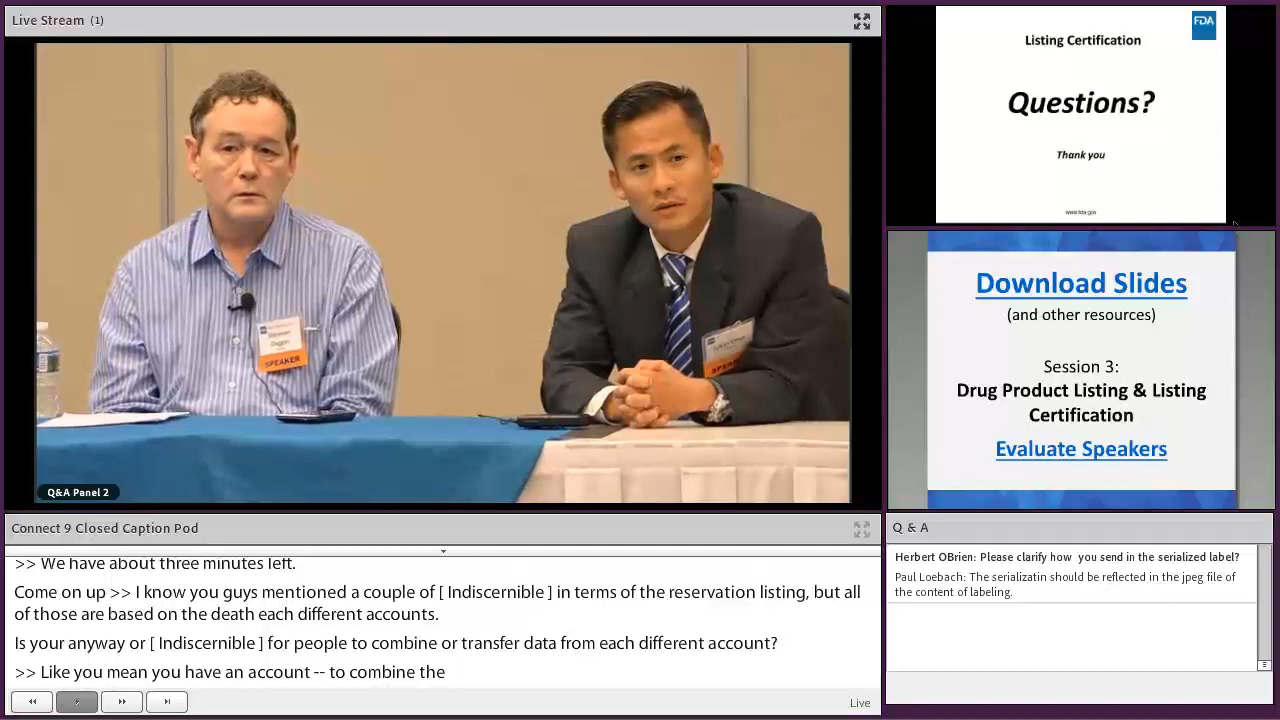 Live Stream (1)
Q&A Panel 2
SPEAKER
FDA
Listing Certification
Questions?
Thank you
www.fda.gov
Download Slides
(and other resources)
Session 3:
Drug Product Listing & Listing
Certification
Evaluate Speakers
Connect 9 Closed Caption Pod
>> We have about three minutes left.
Come on up >> I know you guys mentioned a couple of [ Indiscernible ] in terms of the reservation listing, but all
of those are based on the death each different accounts.
Is your anyway or [ Indiscernible ] for people to combine or transfer data from each different account?
>> Like you mean you have an account -- to combine the
Live
Q & A
Herbert OBrien: Please clarify how you send in the serialized label?
Paul Loebach: The serializatin should be reflected in the jpeg file of
the content of labeling.